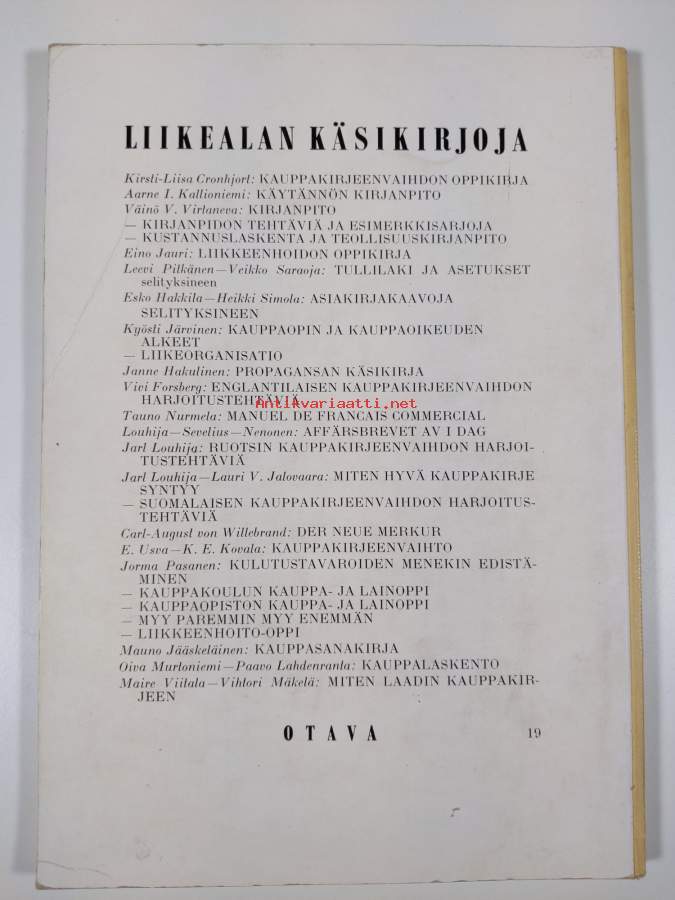 LIIKEALAN KÄSIKIRJOJA
Kirsti-Liisa Cronhjort: KAUPPAKIRJEENVAIHDON OPPIKIRJA
Aarne I. Kallioniemi: KÄYTÄNNÖN KIRJANPITO
Väinö V. Virtaneva: KIRJANPITO
— KIRJANPIDON TEHTÄVIÄ JA ESIMERKKISARJOJA
— KUSTANNUSLASKENTA JA TEOLLISUUSKIRJANPITO
Eino Jauri: LIIKKEENHOIDON OPPIKIRJA
Leevi Pitkänen—Veikko Saraoja: TULLILAKI JA ASETUKSET
selityksineen
Esko Hakkila—Heikki Simola: ASIAKIRJAKAAVOJA
SELITYKSINEEN
Kyösti Järvinen: KAUPPAOPIN JA KAUPPAOIKEUDEN
ALKEET
— LIIKEORGANISATIO
Janne Hakulinen: PROPAGANSAN KÄSIKIRJA
Vivi Forsberg: ENGLANTILAISEN KAUPPAKIRJEENVAIHDON
HARJOITUSTEHTÄVIÄ
Antikvariaatti.net
Tauno Nurmela: MANUEL DE FRANCAIS COMMERCIAL
Louhija—Sevelius—Nenonen: AFFÄRSBREVET AV I DAG
Jarl Louhija: RUOTSIN KAUPPAKIRJEENVAIHDON HARJOI-
TUSTEHTÄVIÄ
Jarl Louhija—Lauri V. Jalovaara: MITEN HYVÄ KAUPPAKIRJE
SYNTYY
— SUOMALAISEN KAUPPAKIRJEENVAIHDON HARJOITUS-
TEHTÄVIÄ
Carl-August von Willebrand: DER NEUE MERKUR
E. Usva—K. E. Kovala: KAUPPAKIRJEENVAIHTO
Jorma Pasanen: KULUTUSTAVAROIDEN MENEKIN EDISTÄ-
MINEN
— KAUPPAKOULUN KAUPPA- JA LAINOPPI
— KAUPPAOPISTON KAUPPA- JA LAINOPPI
— MYY PAREMMIN MYY ENEMMÄN
— LIIKKEENHOITO-OPPI
Mauno Jääskeläinen: KAUPPASANAKIRJA
Oiva Murtoniemi—Paavo Lahdenranta: KAUPPALASKENTO
Maire Viitala—Vihtori Mäkelä: MITEN LAADIN KAUPPAKIR-
JEEN
OTAVA 19